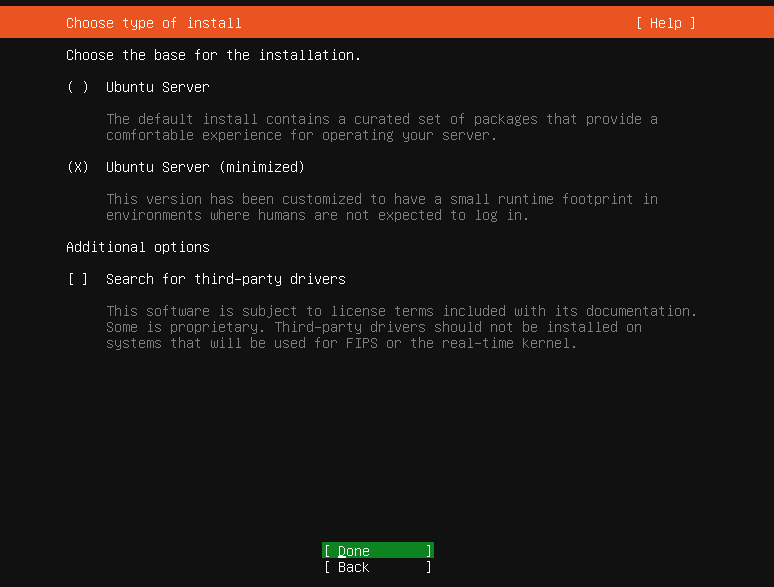 Choose type of install [ Help ]
Choose the base for the installation.
( ) Ubuntu Server
The default install contains a curated set of packages that provide a
comfortable experience for operating your server.
(X) Ubuntu Server (minimized)
This version has been customized to have a small runtime footprint in
environments where humans are not expected to log in.
Additional options
[ ] Search for third-party drivers
This software is subject to license terms included with its documentation.
Some is proprietary. Third-party drivers should not be installed on
systems that will be used for FIPS or the real-time kernel.
[ Done ]
[ Back ]